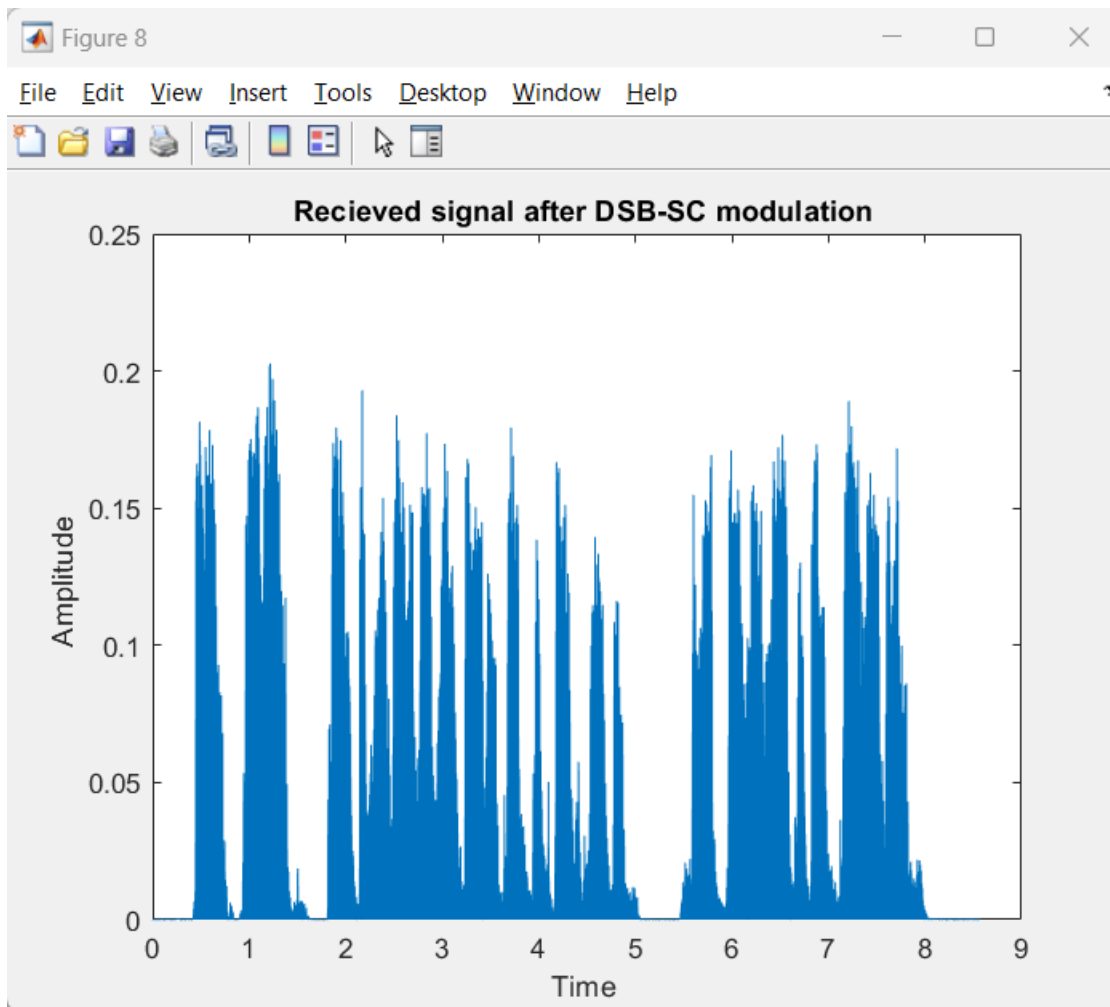 Figure 8
File Edit View Insert Tools Desktop Window Help
Recieved signal after DSB-SC modulation
0.25
0.2
0.15
0.1
0.05
0
Amplitude
0 1 2 3 4 5 6 7 8 9
Time